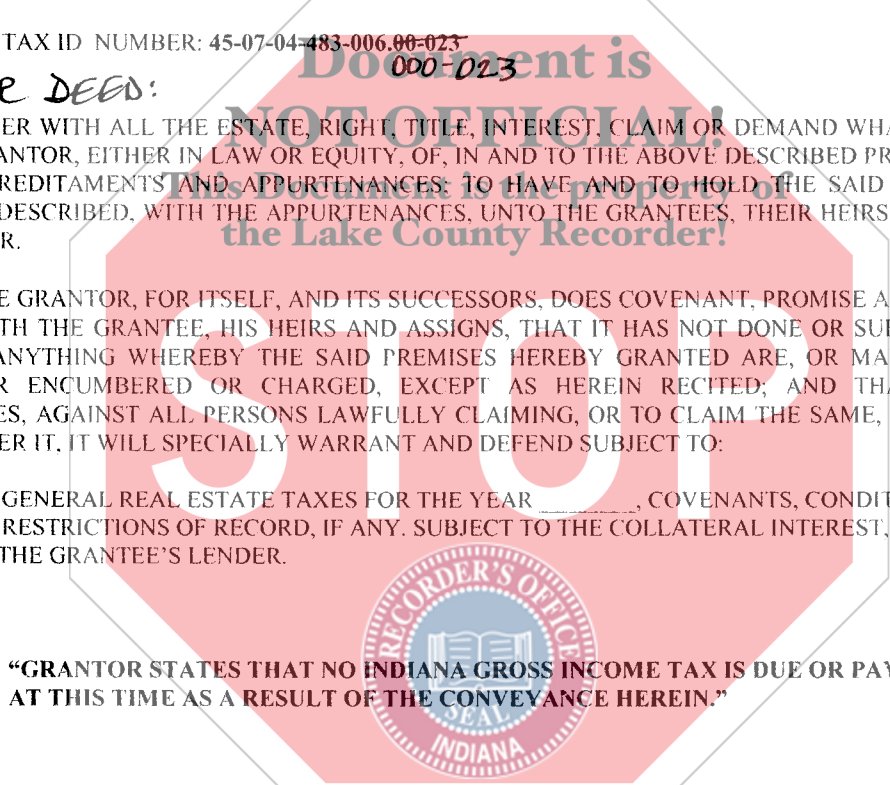 TAX ID NUMBER: 45-07-04-483-006.00-023
000-023
DEED:
Document is
NOT OFFICIAL!
This Document is the property of
the Lake County Recorder!
ER WITH ALL THE ESTATE, RIGHT, TITLE, INTEREST, CLAIM OR DEMAND WHA
ANTOR, EITHER IN LAW OR EQUITY, OF, IN AND TO THE ABOVE DESCRIBED PR
REDITAMENTS AND APPURTENANCES: TO HAVE AND TO HOLD THE SAID
DESCRIBED, WITH THE APPURTENANCES, UNTO THE GRANTEES, THEIR HEIRS
R.
E GRANTOR, FOR ITSELF, AND ITS SUCCESSORS, DOES COVENANT, PROMISE A
TH THE GRANTEE, HIS HEIRS AND ASSIGNS, THAT IT HAS NOT DONE OR SU
ANYTHING WHEREBY THE SAID PREMISES HEREBY GRANTED ARE, OR MA
R ENCUMBERED OR CHARGED, EXCEPT AS HEREIN RECITED; AND THA
ES, AGAINST ALL PERSONS LAWFULLY CLAIMING, OR TO CLAIM THE SAME,
ER IT, IT WILL SPECIALLY WARRANT AND DEFEND SUBJECT TO:
STOP
GENERAL REAL ESTATE TAXES FOR THE YEAR _______, COVENANTS, CONDIT
RESTRICTIONS OF RECORD, IF ANY. SUBJECT TO THE COLLATERAL INTEREST,
THE GRANTEE'S LENDER.
RECORDER'S OFFICE
SEAL
INDIANA
“GRANTOR STATES THAT NO INDIANA GROSS INCOME TAX IS DUE OR PAY
AT THIS TIME AS A RESULT OF THE CONVEYANCE HEREIN.”